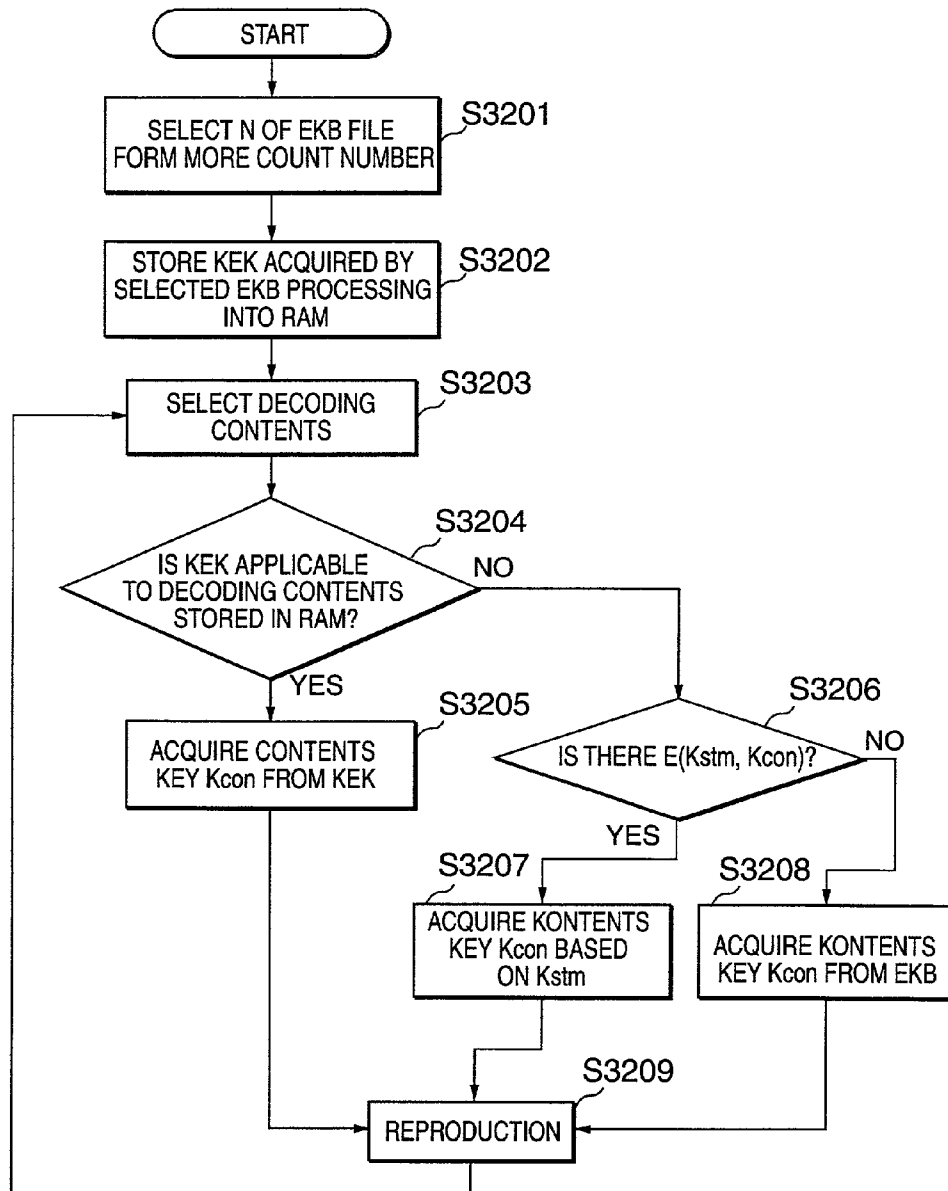 START
S3201
SELECT N OF EKB FILE
FORM MORE COUNT NUMBER
S3202
STORE KEK ACQUIRED BY
SELECTED EKB PROCESSING
INTO RAM
S3203
SELECT DECODING
CONTENTS
S3204
IS KEK APPLICABLE
TO DECODING CONTENTS
STORED IN RAM?
NO
YES
S3205
ACQUIRE CONTENTS
KEY Kcon FROM KEK
S3206
IS THERE E(Kstm, Kcon)?
NO
YES
S3207
ACQUIRE KONTENTS
KEY Kcon BASED
ON Kstm
S3208
ACQUIRE KONTENTS
KEY Kcon FROM EKB
S3209
REPRODUCTION